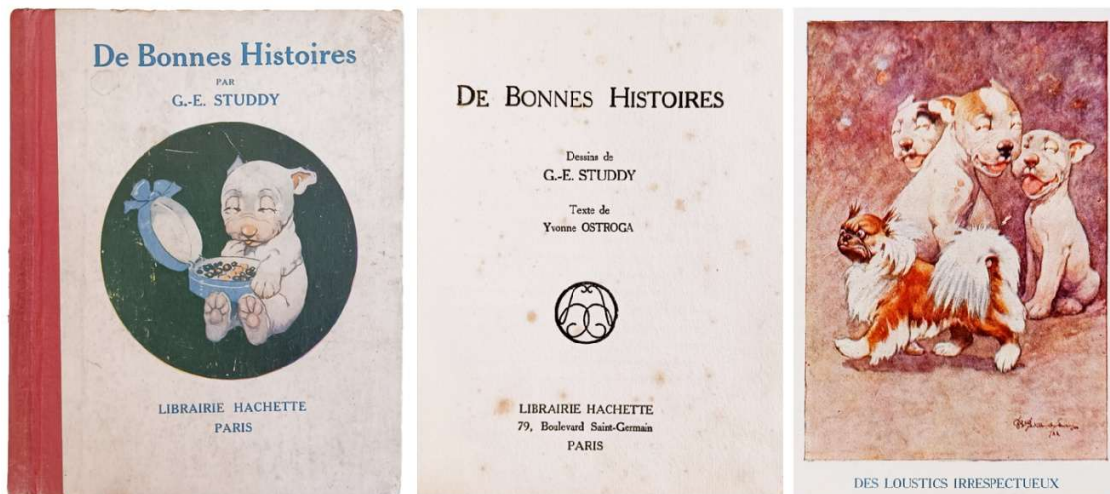 De Bonnes Histoires
PAR
G.-E. STUDDY
LIBRAIRIE HACHETTE
PARIS
DE BONNES HISTOIRES
Dessins de
G.-E. STUDDY
Texte de
Yvonne OSTROGA
LIBRAIRIE HACHETTE
79, Boulevard Saint-Germain
PARIS
DES LOUSTICS IRRESPECTUEUX